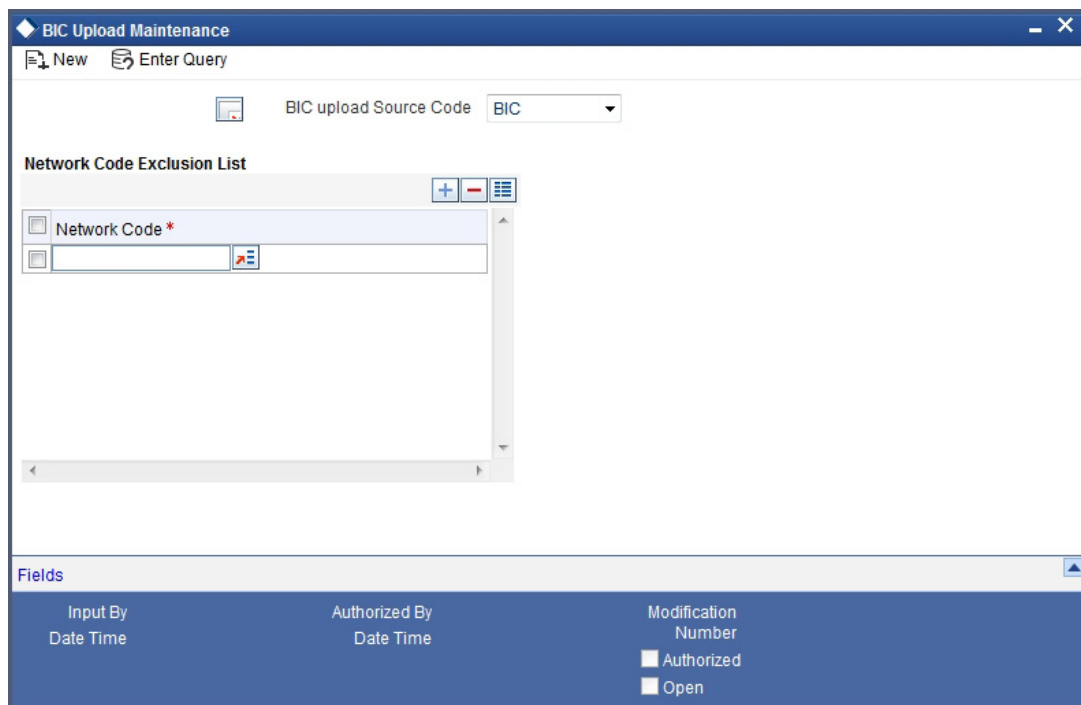 BIC Upload Maintenance
New Enter Query
BIC upload Source Code BIC
Network Code Exclusion List
Network Code *
Fields
Input By Authorized By Modification
Number
Date Time Date Time
Authorized
Open